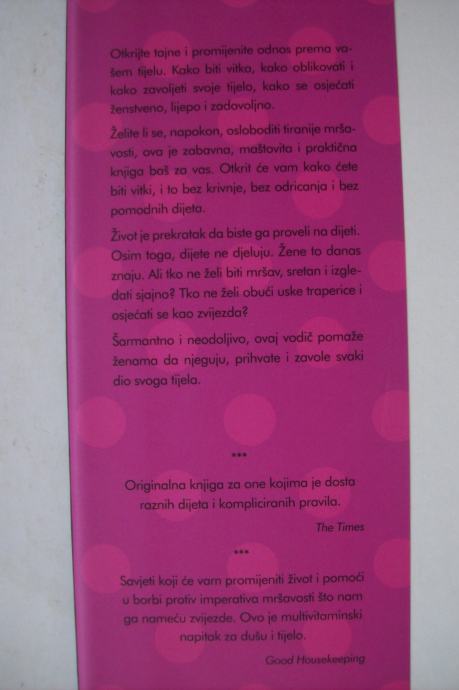 Otkrijte tajne i promijenite odnos prema va-
šem tijelu. Kako biti vitka, kako oblikovati i
kako zavoljeti svoje tijelo, kako se osjećati
ženstveno, lijepo i zadovoljno.
Želite li se, napokon, osloboditi tiranije mrša-
vosti, ova je zabavna, maštovita i praktična
knjiga baš za vas. Otkrit će vam kako ćete
biti vitki, i to bez krivnje, bez odricanja i bez
pomodnih dijeta.
Život je prekratak da biste ga proveli na dijeti.
Osim toga, dijete ne djeluju. Žene to danas
znaju. Ali tko ne želi biti mršav, sretan i izgle-
dati sjajno? Tko ne želi obući uske traperice i
osjećati se kao zvijezda?
Šarmantno i neodoljivo, ovaj vodič pomaže
ženama da njeguju, prihvate i zavole svaki
dio svoga tijela.
***
Originalna knjiga za one kojima je dosta
raznih dijeta i kompliciranih pravila.
The Times
***
Savjeti koji će vam promijeniti život i pomoći
u borbi protiv imperativa mršavosti što nam
ga nameću zvijezde. Ovo je multivitaminski
napitak za dušu i tijelo.
Good Housekeeping